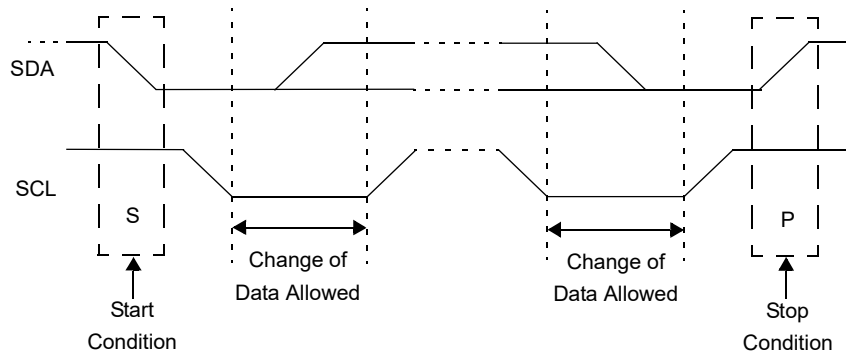 SDA
SCL
S
P
Change of
Data Allowed
Change of
Data Allowed
Start
Condition
Stop
Condition